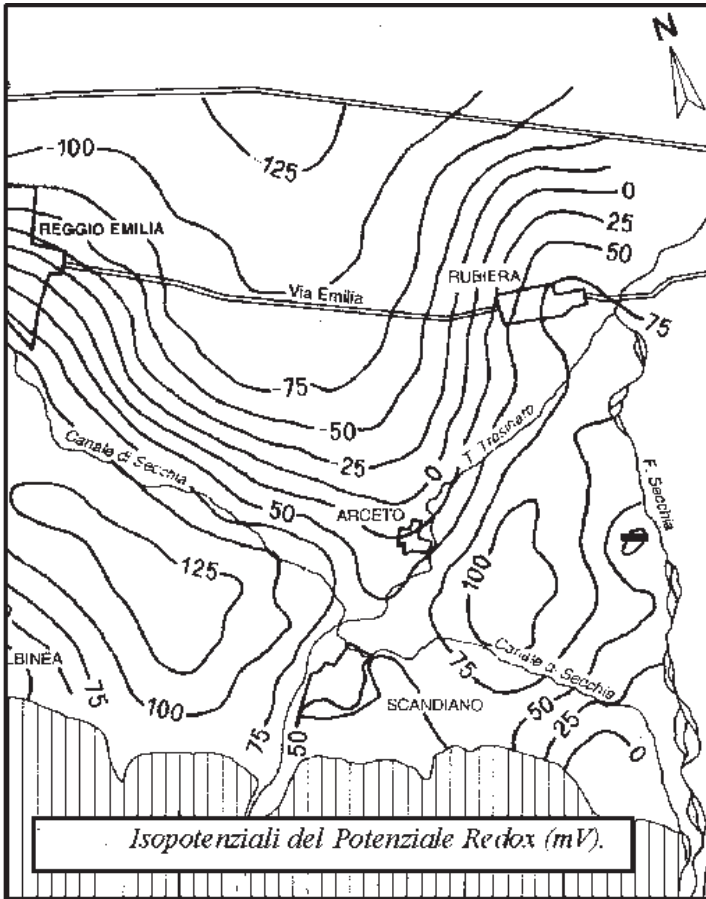 N
-100
-125
REGGIO EMILIA
0
25
50
RUBIERA
Via Emilia
75
-75
-50
-25
0
T. Tresinaro
Canale di Secchia
50
ARCETO
F. Secchia
125
100
LBINEA
75
Canale di Secchia
75
100
SCANDIANO
50
25
0
75
50
Isopotenziali del Potenziale Redox (mV).